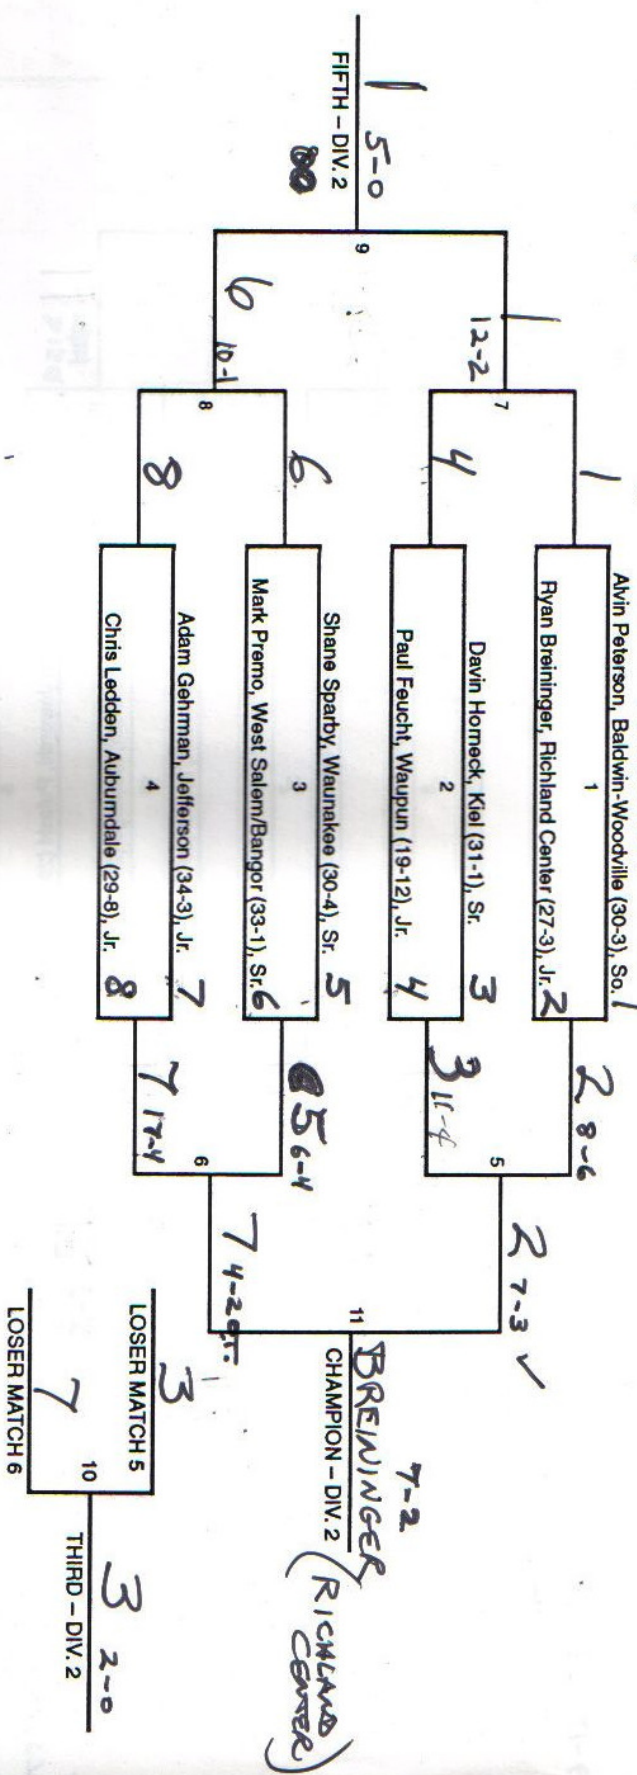 FIFTH – DIV. 2
1
5-0
9
1
12-2
6
10-1
7
8
1
4
6
8
Alvin Peterson, Baldwin-Woodville (30-3), So. 1
1
Ryan Breininger, Richland Center (27-3), Jr. 2
Davin Horneck, Kiel (31-1), Sr. 3
2
Paul Feucht, Waupun (19-12), Jr. 4
Shane Sparby, Waunakee (30-4), Sr. 5
3
Mark Premo, West Salem/Bangor (33-1), Sr. 6
Adam Gehrman, Jefferson (34-3), Jr. 7
4
Chris Ledden, Auburndale (29-8), Jr. 8
2 8-6
3 11-4
5 6-4
7 17-4
5
6
2 7-3 ✓
7 4-2 O.T.
11
7-2
BREININGER
CHAMPION – DIV. 2
(RICHLAND
CENTER)
3
LOSER MATCH 5
10
7
LOSER MATCH 6
3 2-0
THIRD – DIV. 2